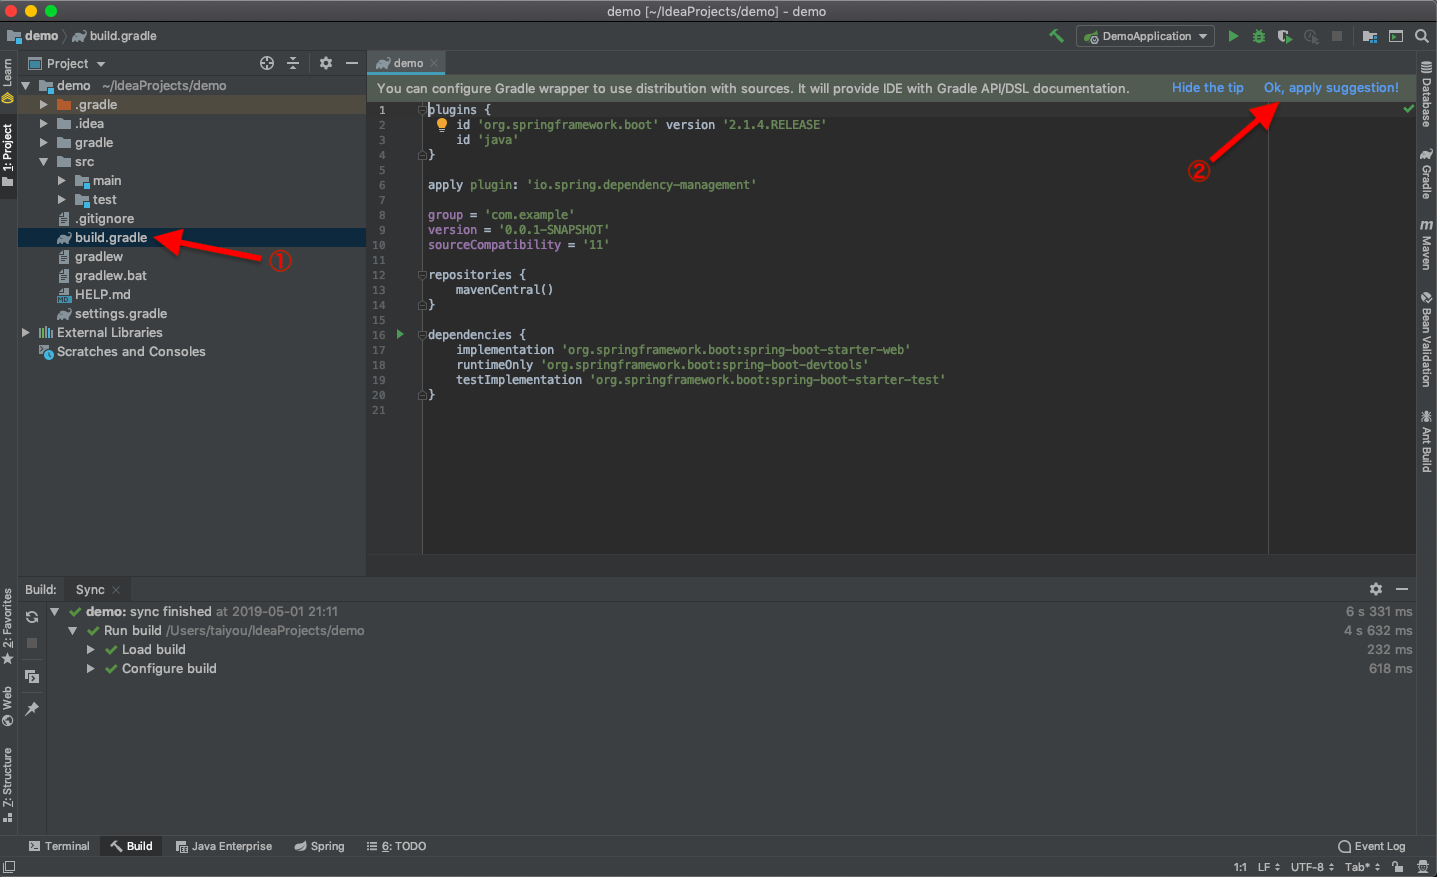 demo [~/IdeaProjects/demo] - demo
demo build.gradle
DemoApplication
Learn
1: Project
2: Favorites
Web
7: Structure
Project
demo ~/IdeaProjects/demo
.gradle
.idea
gradle
src
main
test
.gitignore
build.gradle
①
gradlew
gradlew.bat
HELP.md
settings.gradle
External Libraries
Scratches and Consoles
demo
You can configure Gradle wrapper to use distribution with sources. It will provide IDE with Gradle API/DSL documentation. Hide the tip Ok, apply suggestion!
②
1 plugins {
2 id 'org.springframework.boot' version '2.1.4.RELEASE'
3 id 'java'
4 }
5
6 apply plugin: 'io.spring.dependency-management'
7
8 group = 'com.example'
9 version = '0.0.1-SNAPSHOT'
10 sourceCompatibility = '11'
11
12 repositories {
13 mavenCentral()
14 }
15
16 dependencies {
17 implementation 'org.springframework.boot:spring-boot-starter-web'
18 runtimeOnly 'org.springframework.boot:spring-boot-devtools'
19 testImplementation 'org.springframework.boot:spring-boot-starter-test'
20 }
21
Database
Gradle
m Maven
Bean Validation
Ant Build
Build: Sync
demo: sync finished at 2019-05-01 21:11 6 s 331 ms
Run build /Users/taiyou/IdeaProjects/demo 4 s 632 ms
Load build 232 ms
Configure build 618 ms
Terminal Build Java Enterprise Spring 6: TODO Event Log
1:1 LF UTF-8 Tab*